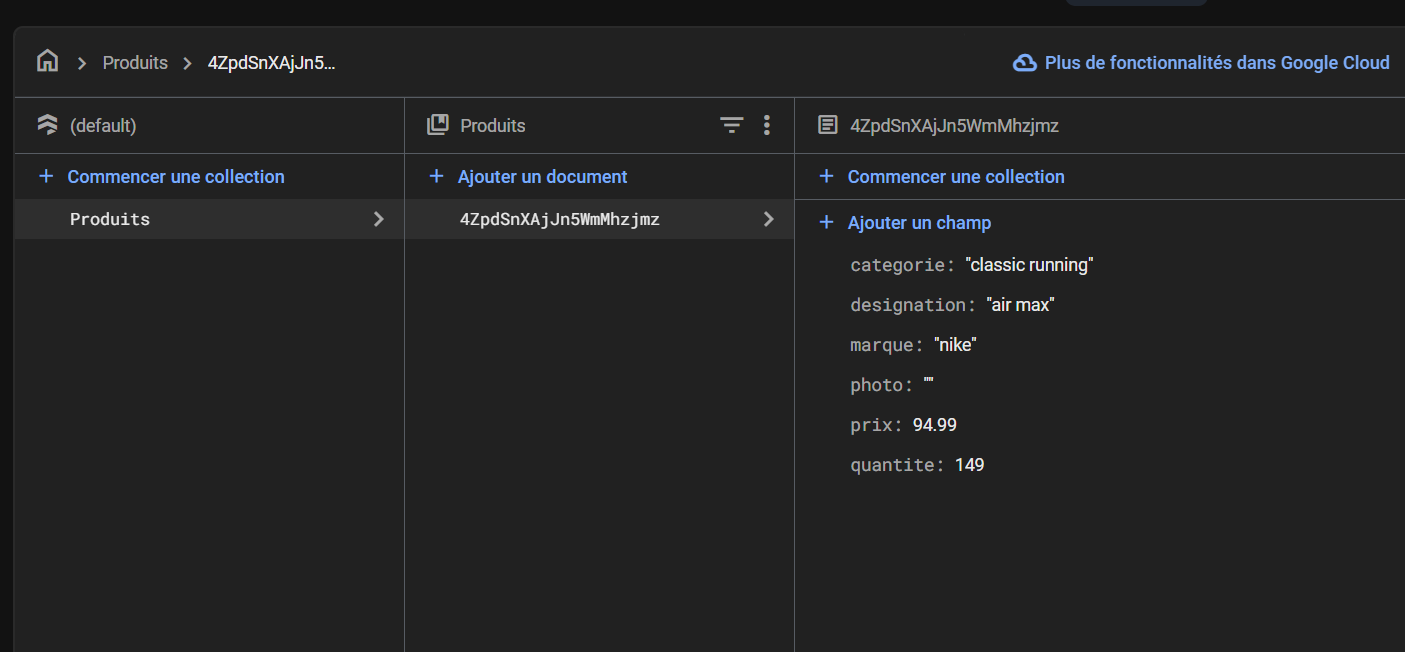 Produits
4ZpdSnXAjJn5...
Plus de fonctionnalités dans Google Cloud
(default)
Produits
4ZpdSnXAjJn5WmMhzjmz
+ Commencer une collection
+ Ajouter un document
+ Commencer une collection
Produits
4ZpdSnXAjJn5WmMhzjmz
+ Ajouter un champ
categorie: "classic running"
designation: "air max"
marque: "nike"
photo: ""
prix: 94.99
quantite: 149